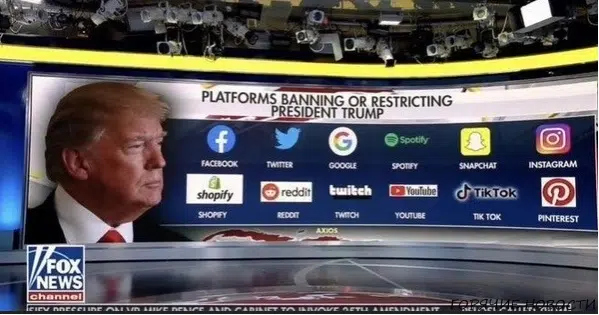 PLATFORMS BANNING OR RESTRICTING
PRESIDENT TRUMP
Spotify
FACEBOOK TWITTER GOOGLE SPOTIFY SNAPCHAT INSTAGRAM
shopify reddit twitch YouTube TikTok
SHOPIFY REDDIT TWITCH YOUTUBE TIK TOK PINTEREST
AXIOS
FOX
NEWS
channel
PRESSURE ON VP MIKE PENCE AND CABINET TO INVOKE 25TH AMENDMENT
ГОРЯЧИЕ НОВОСТИ